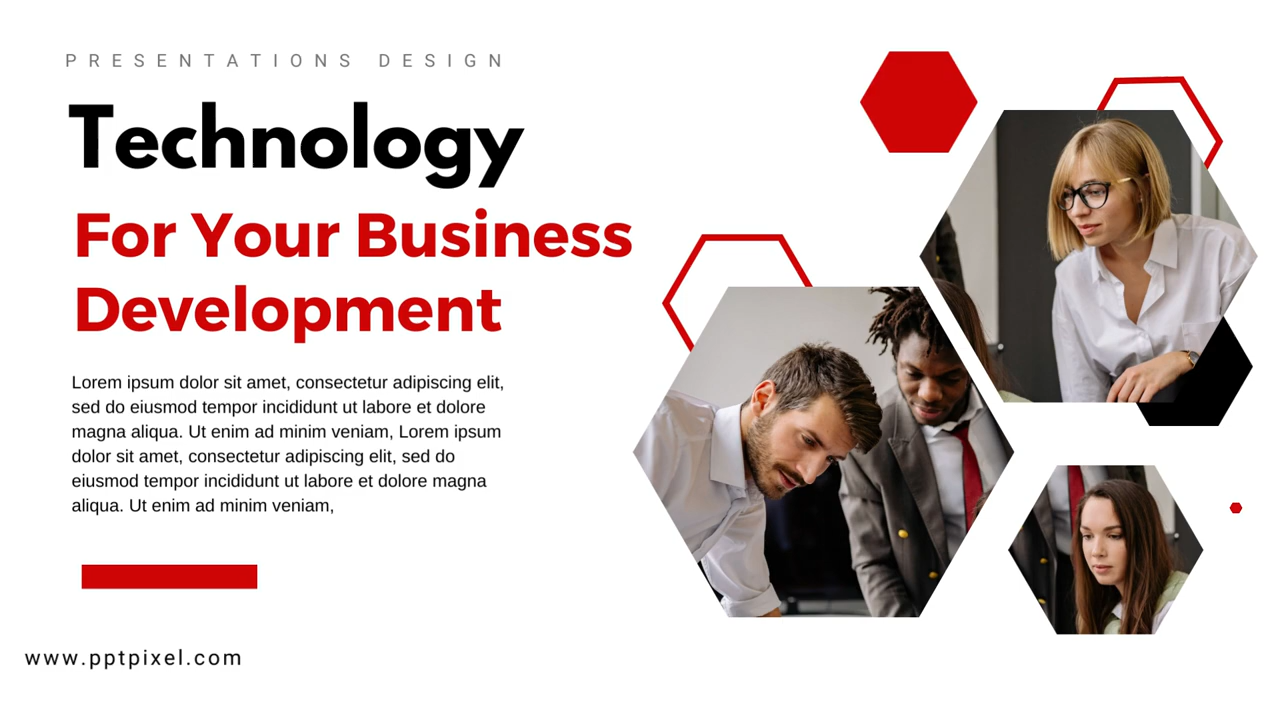 PRESENTATIONS DESIGN
Technology
For Your Business
Development
Lorem ipsum dolor sit amet, consectetur adipiscing elit,
sed do eiusmod tempor incididunt ut labore et dolore
magna aliqua. Ut enim ad minim veniam, Lorem ipsum
dolor sit amet, consectetur adipiscing elit, sed do
eiusmod tempor incididunt ut labore et dolore magna
aliqua. Ut enim ad minim veniam,
www.pptpixel.com